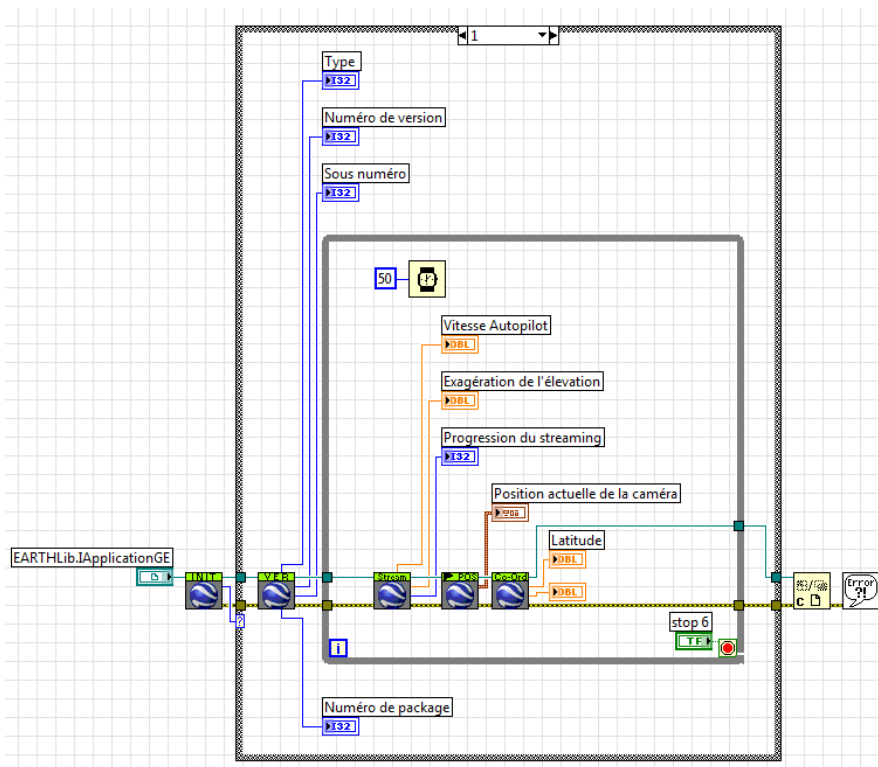 1
Type
I32
Numéro de version
I32
Sous numéro
I32
50
Vitesse Autopilot
DBL
Exagération de l'élevation
DBL
Progression du streaming
I32
Position actuelle de la caméra
Latitude
DBL
EARTHLib.IApplicationGE
INIT
VER
Stream
POS
Co-Ord
DBL
?
C
Error
?!
stop 6
TF
i
Numéro de package
I32